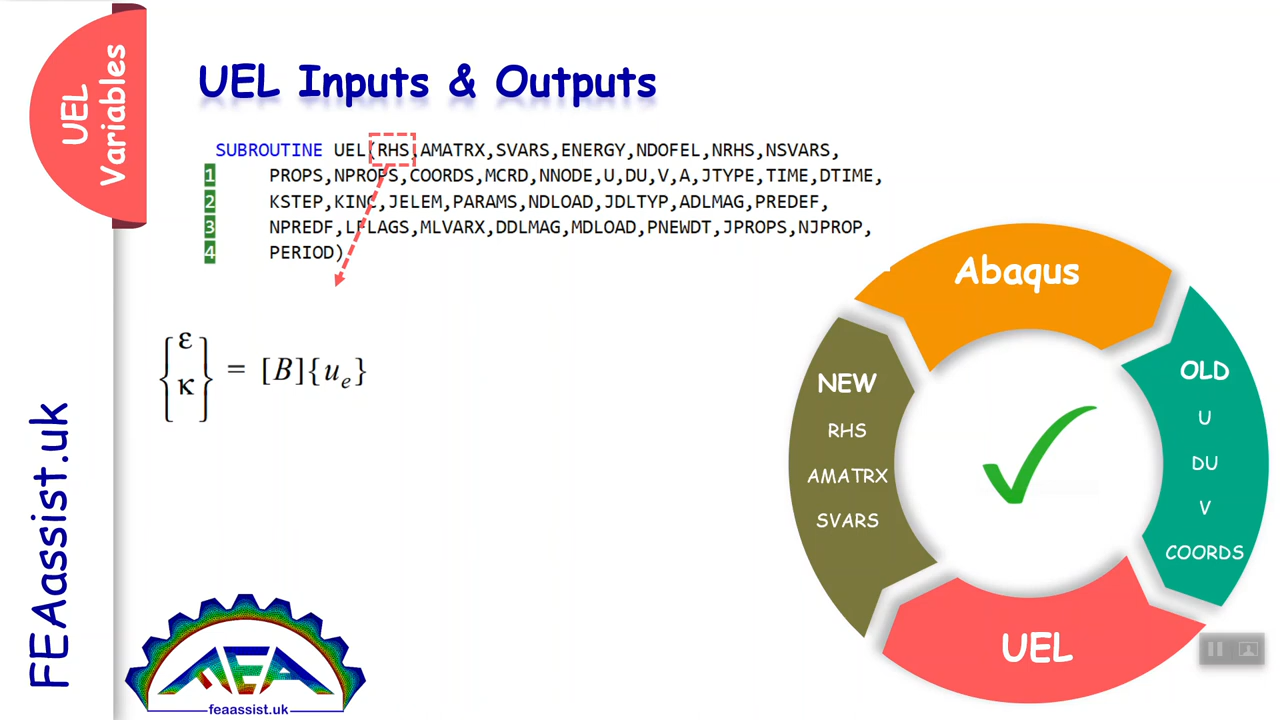 UEL
Variables
UEL Inputs & Outputs
SUBROUTINE UEL(RHS,AMATRX,SVARS,ENERGY,NDOFEL,NRHS,NSVARS,
1 PROPS,NPROPS,COORDS,MCRD,NNODE,U,DU,V,A,JTYPE,TIME,DTIME,
2 KSTEP,KINC,JELEM,PARAMS,NDLOAD,JDLTYP,ADLMAG,PREDEF,
3 NPREDF,LFLAGS,MLVARX,DDLMAG,MDLOAD,PNEWDT,JPROPS,NJPROP,
4 PERIOD)
{ε κ} = [B]{u_e}
Abaqus
OLD
U
DU
V
COORDS
UEL
NEW
RHS
AMATRX
SVARS
FEAassist.uk
FEA
feaassist.uk